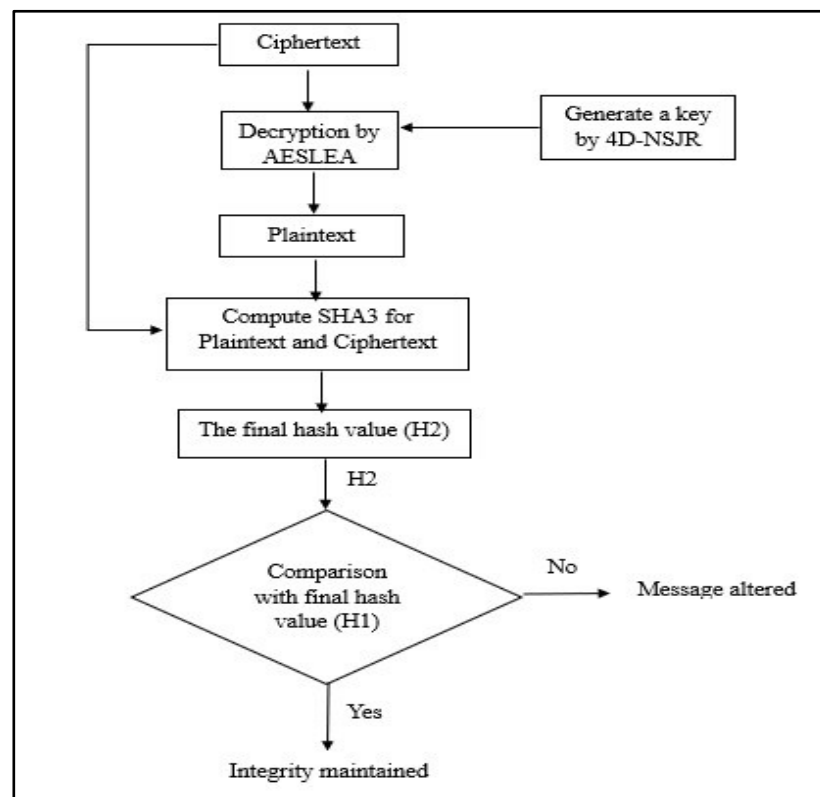 Ciphertext
Decryption by
AESLEA
Generate a key
by 4D-NSJR
Plaintext
Compute SHA3 for
Plaintext and Ciphertext
The final hash value (H2)
H2
Comparison
with final hash
value (H1)
No
Message altered
Yes
Integrity maintained